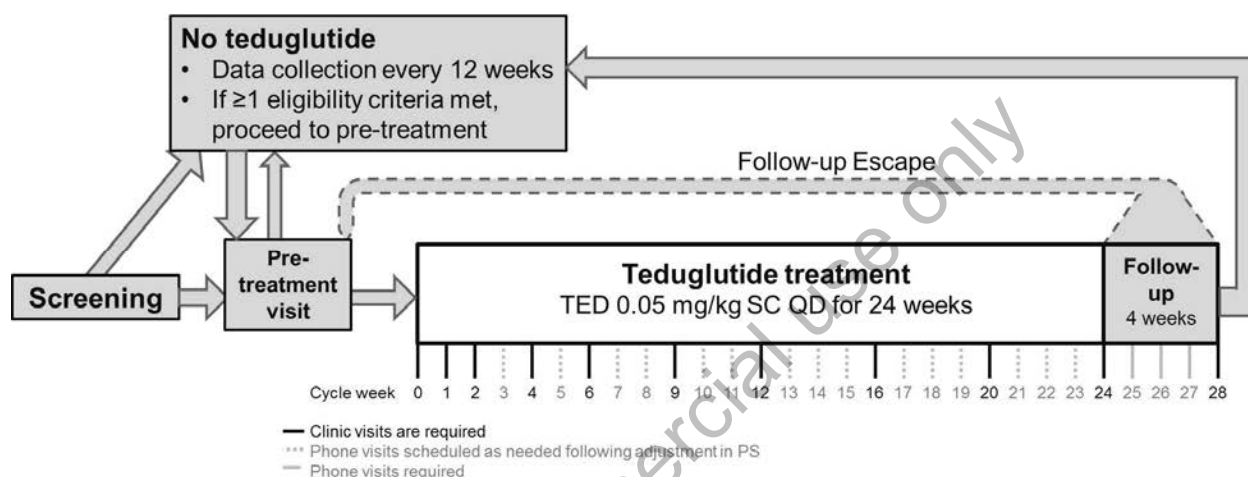 No teduglutide
• Data collection every 12 weeks
• If ≥1 eligibility criteria met,
proceed to pre-treatment
Follow-up Escape
Screening
Pre-
treatment
visit
Teduglutide treatment
TED 0.05 mg/kg SC QD for 24 weeks
Follow-
up
4 weeks
Cycle week 0 1 2 3 4 5 6 7 8 9 10 11 12 13 14 15 16 17 18 19 20 21 22 23 24 25 26 27 28
Clinic visits are required
Phone visits scheduled as needed following adjustment in PS
Phone visits required
ercial use only